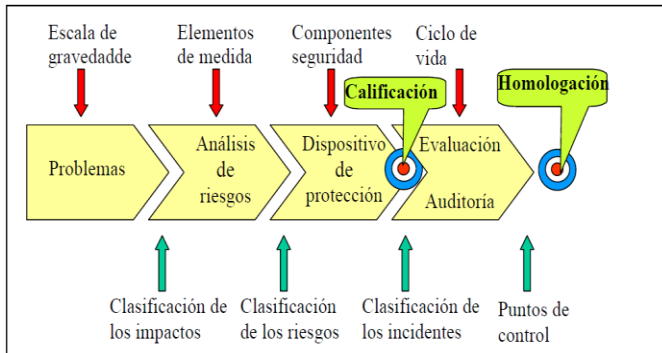 Escala de
gravedadde
Elementos
de medida
Componentes
seguridad
Ciclo de
vida
Calificación
Homologación
Problemas
Análisis
de
riesgos
Dispositivo
de
protección
Evaluación
Auditoría
Clasificación de
los impactos
Clasificación
de los riesgos
Clasificación de
los incidentes
Puntos de
control